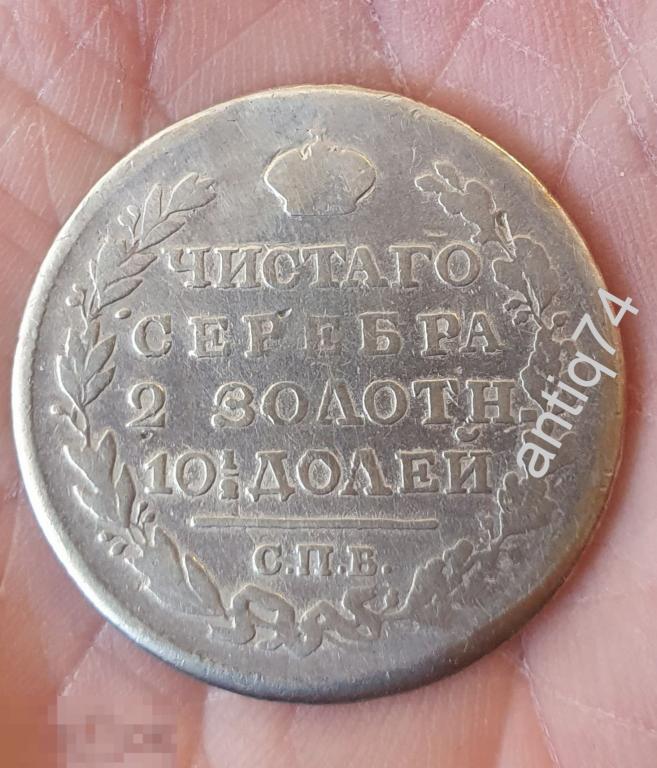 ЧИСТАГО
СЕРЕБРА
2 ЗОЛОТН.
10½ ДОЛЕЙ
С.П.Б.
antiq74